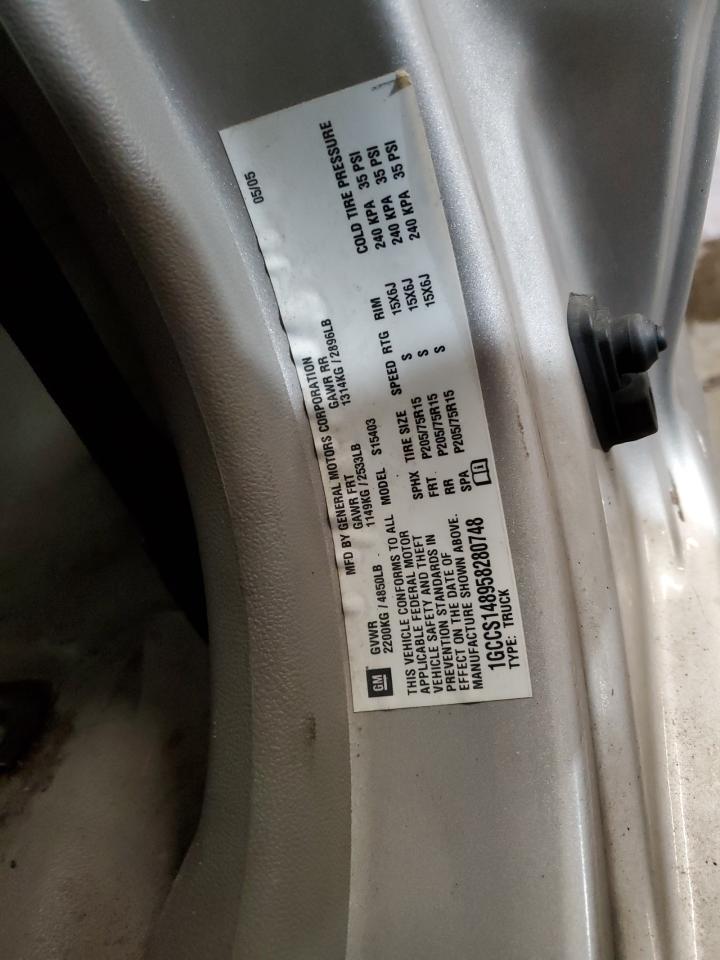 GM
MFD BY GENERAL MOTORS CORPORATION
05/05
GVWR GAWR FRT GAWR RR
2200KG / 4850LB 1149KG / 2533LB 1314KG / 2896LB
THIS VEHICLE CONFORMS TO ALL
APPLICABLE FEDERAL MOTOR
VEHICLE SAFETY AND THEFT
PREVENTION STANDARDS IN
EFFECT ON THE DATE OF
MANUFACTURE SHOWN ABOVE.
1GCCS148958280748
TYPE: TRUCK
MODEL S15403
COLD TIRE PRESSURE
SPHX TIRE SIZE SPEED RTG RIM
FRT P205/75R15 S 15X6J 240 KPA 35 PSI
RR P205/75R15 S 15X6J 240 KPA 35 PSI
SPA P205/75R15 S 15X6J 240 KPA 35 PSI